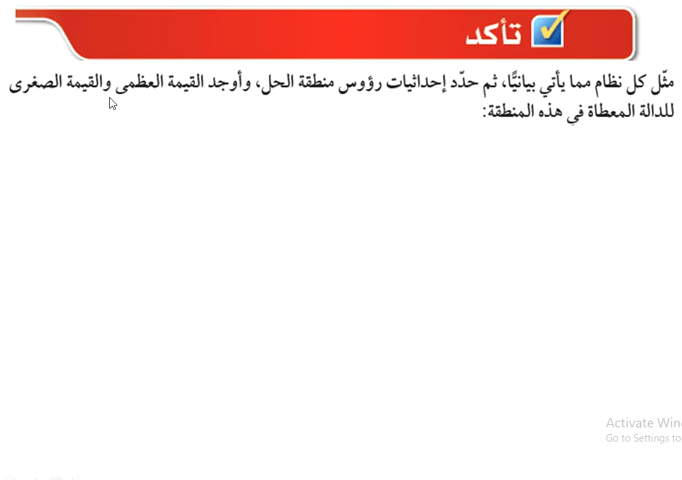 تأكد
مثّل كل نظام مما يأتي بيانيًّا، ثم حدّد إحداثيات رؤوس منطقة الحل، وأوجد القيمة العظمى والقيمة الصغرى
للدالة المعطاة في هذه المنطقة:
Activate Win
Go to Settings to